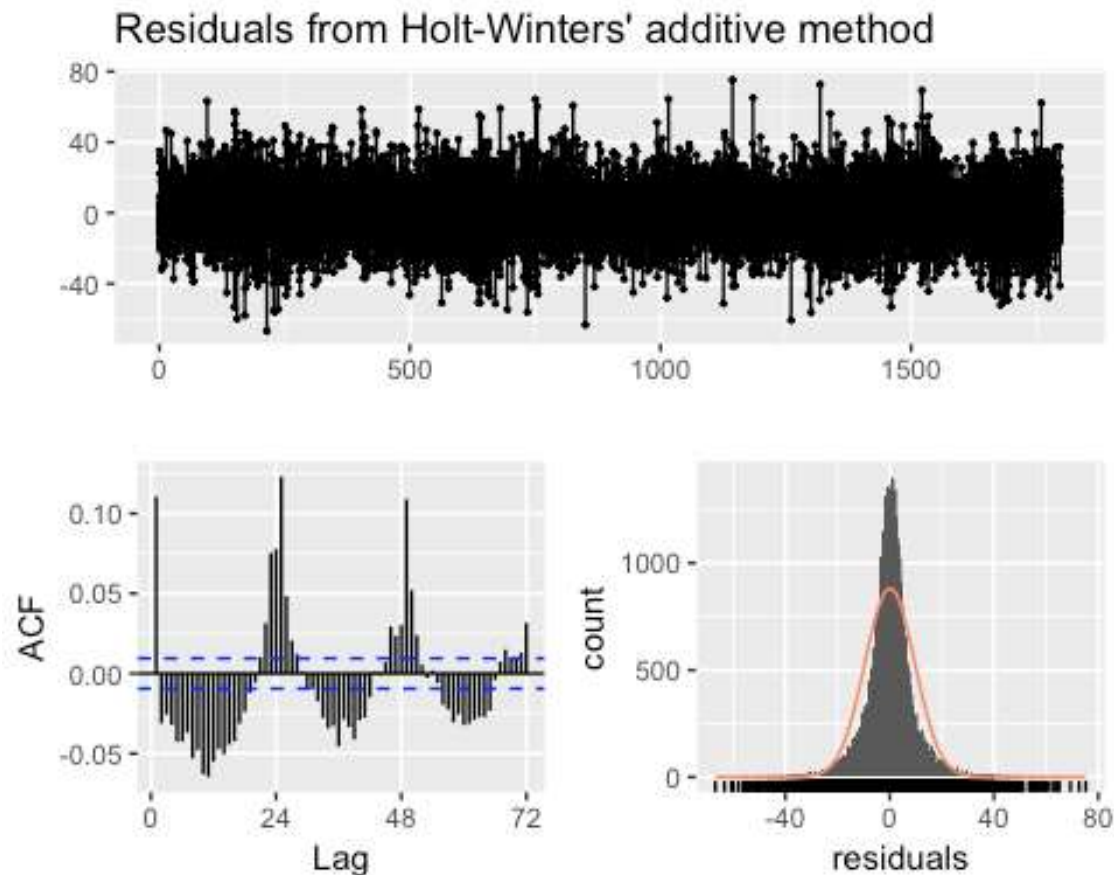 Residuals from Holt-Winters' additive method
80
40
0
-40
0 500 1000 1500
0.10
0.05
0.00
-0.05
ACF
0 24 48 72
Lag
1000
500
0
count
-40 0 40 80
residuals